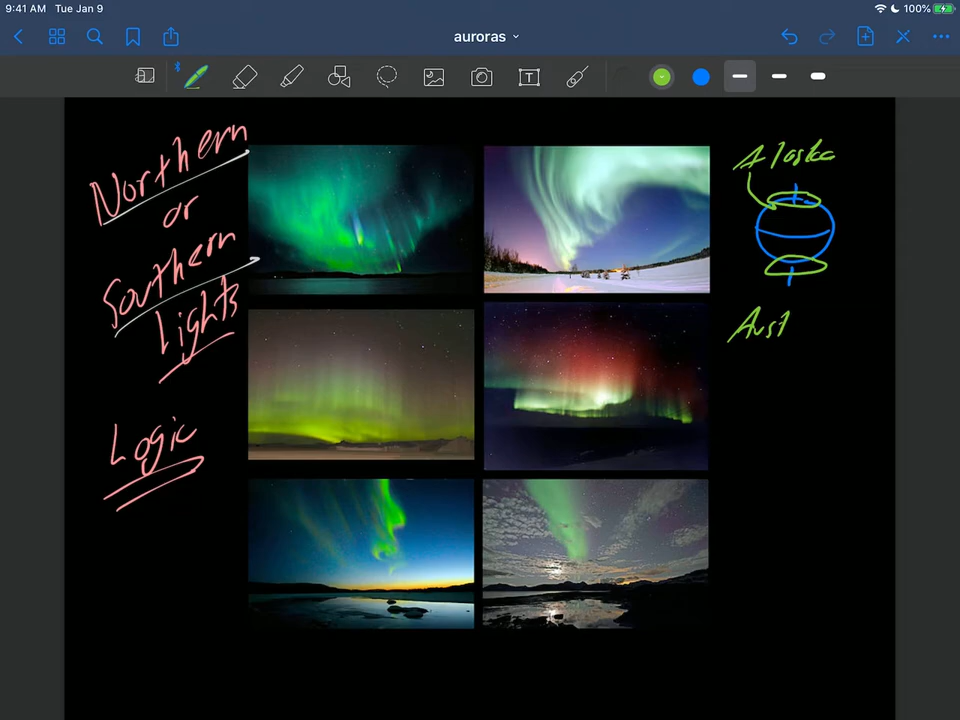 9:41 AM Tue Jan 9
100%
auroras
T
Northern
or
Southern
Lights
Logic
Alaska
Aust